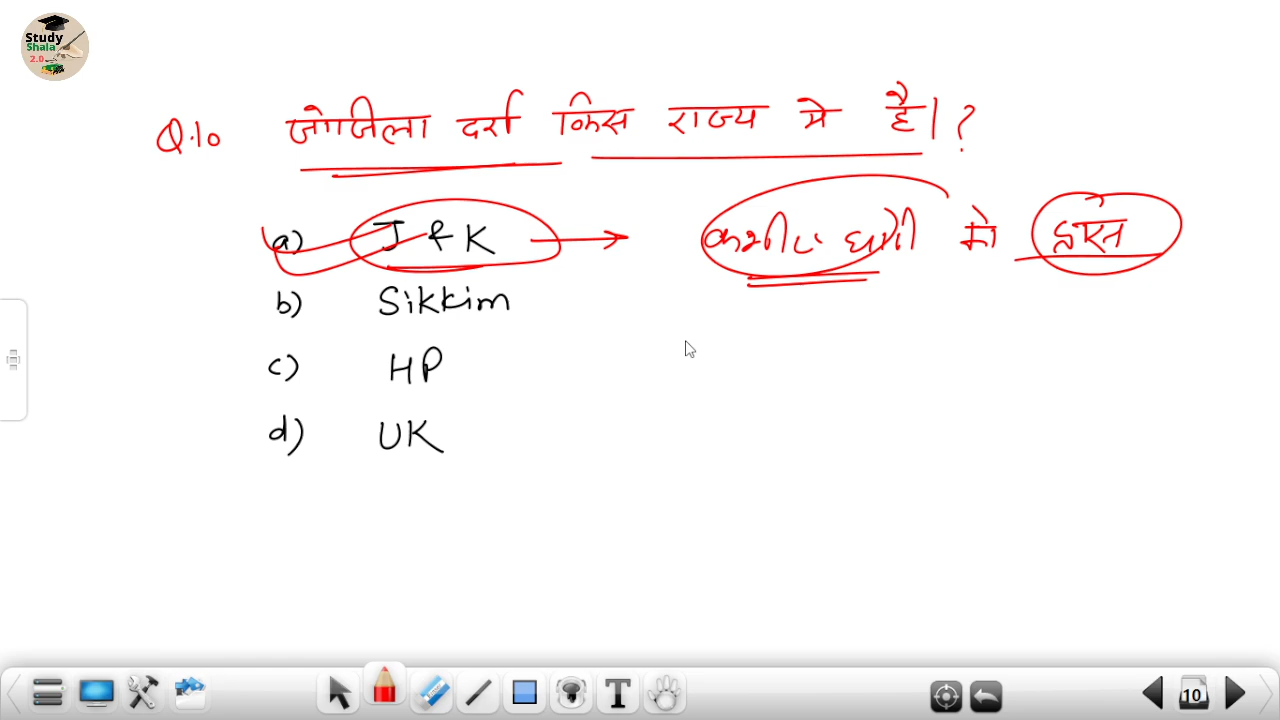 Study
Shala
2.0
Q.10 जोजिला दर्रा किस राज्य मे है। ?
a) J & K → कश्मीर घाटी मे
b) Sikkim
c) HP
d) UK
T
10